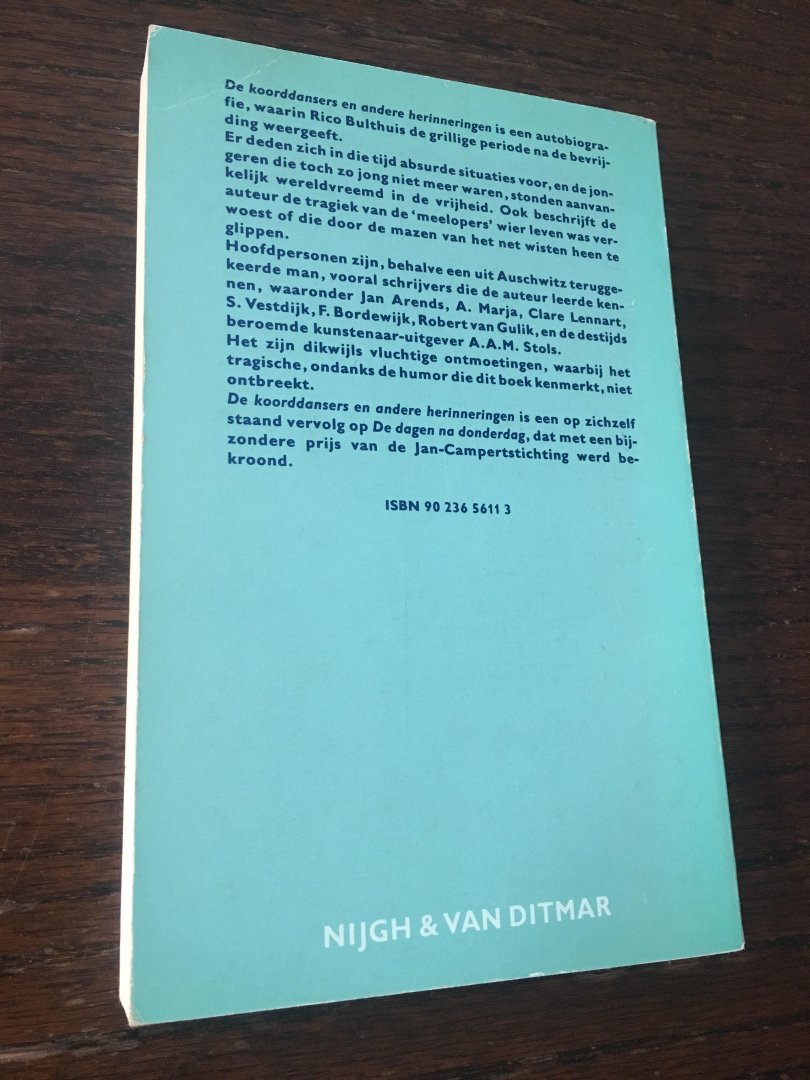 De koorddansers en andere herinneringen is een autobiogra-
fie, waarin Rico Bulthuis de grillige periode na de bevrij-
ding weergeeft.
Er deden zich in die tijd absurde situaties voor, en de jon-
geren die toch zo jong niet meer waren, stonden aanvan-
kelijk wereldvreemd in de vrijheid. Ook beschrijft de
auteur de tragiek van de ‘meelopers’ wier leven was ver-
woest of die door de mazen van het net wisten heen te
glippen.
Hoofdpersonen zijn, behalve een uit Auschwitz terugge-
keerde man, vooral schrijvers die de auteur leerde ken-
nen, waaronder Jan Arends, A. Marja, Clare Lennart,
S. Vestdijk, F. Bordewijk, Robert van Gulik, en de destijds
beroemde kunstenaar-uitgever A.A.M. Stols.
Het zijn dikwijls vluchtige ontmoetingen, waarbij het
tragische, ondanks de humor die dit boek kenmerkt, niet
ontbreekt.
De koorddansers en andere herinneringen is een op zichzelf
staand vervolg op De dagen na donderdag, dat met een bij-
zondere prijs van de Jan-Campertstichting werd be-
kroond.
ISBN 90 236 5611 3
NIJGH & VAN DITMAR